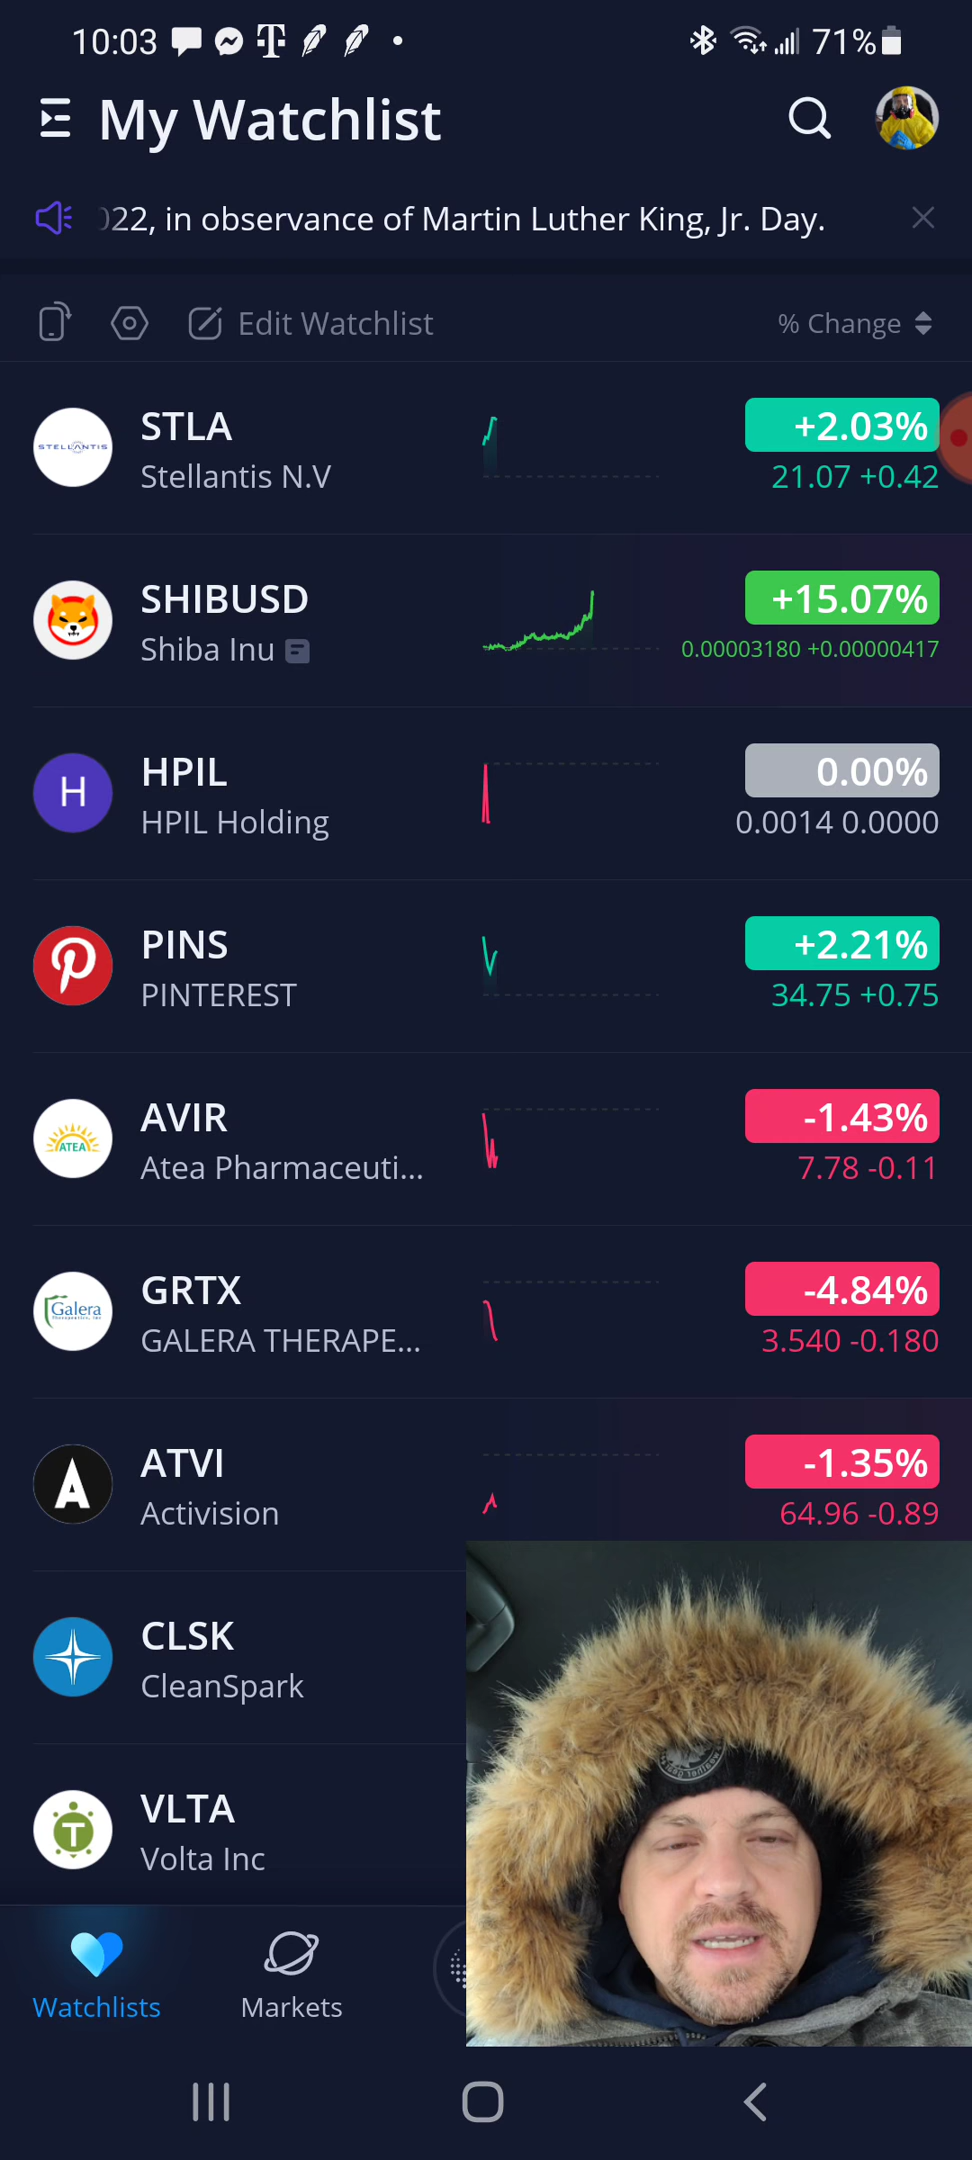 10:03 71%
My Watchlist
022, in observance of Martin Luther King, Jr. Day.
Edit Watchlist % Change
STELLANTIS STLA +2.03%
Stellantis N.V 21.07 +0.42
SHIBUSD +15.07%
Shiba Inu 0.00003180 +0.00000417
H HPIL 0.00%
HPIL Holding 0.0014 0.0000
PINS +2.21%
PINTEREST 34.75 +0.75
ATEA AVIR -1.43%
Atea Pharmaceuti... 7.78 -0.11
Galera GRTX -4.84%
GALERA THERAPE... 3.540 -0.180
ATVI -1.35%
Activision 64.96 -0.89
CLSK
CleanSpark
T VLTA
Volta Inc
Watchlists Markets